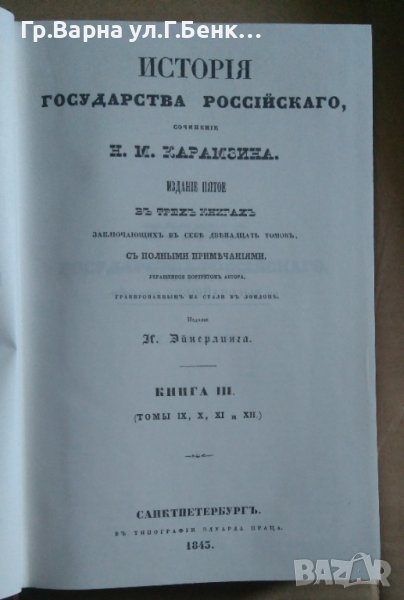 Гр.Варна ул.Г.Бенк...
ИСТОРІЯ
ГОСУДАРСТВА РОССІЙСКАГО,
СОЧИНЕНІЕ
Н. М. КАРАМЗИНА.
ИЗДАНІЕ ПЯТОЕ
ВЪ ТРЕХЪ КНИГАХЪ
ЗАКЛЮЧАЮЩИХЪ ВЪ СЕБѢ ДВѢНАДЦАТЬ ТОМОВЪ,
СЪ ПОЛНЫМИ ПРИМѢЧАНІЯМИ,
УКРАШЕННОЕ ПОРТРЕТОМЪ АВТОРА,
ГРАВИРОВАННЫМЪ НА СТАЛИ ВЪ ЛОНДОНѢ.
Изданіе
И. Эйнерлинга.
КНИГА III.
(ТОМЫ IX, X, XI и XII.)
САНКТПЕТЕРБУРГЪ.
ВЪ ТИПОГРАФІИ ЭДУАРДА ПРАЦА.
1843.
BAZAR
.bg